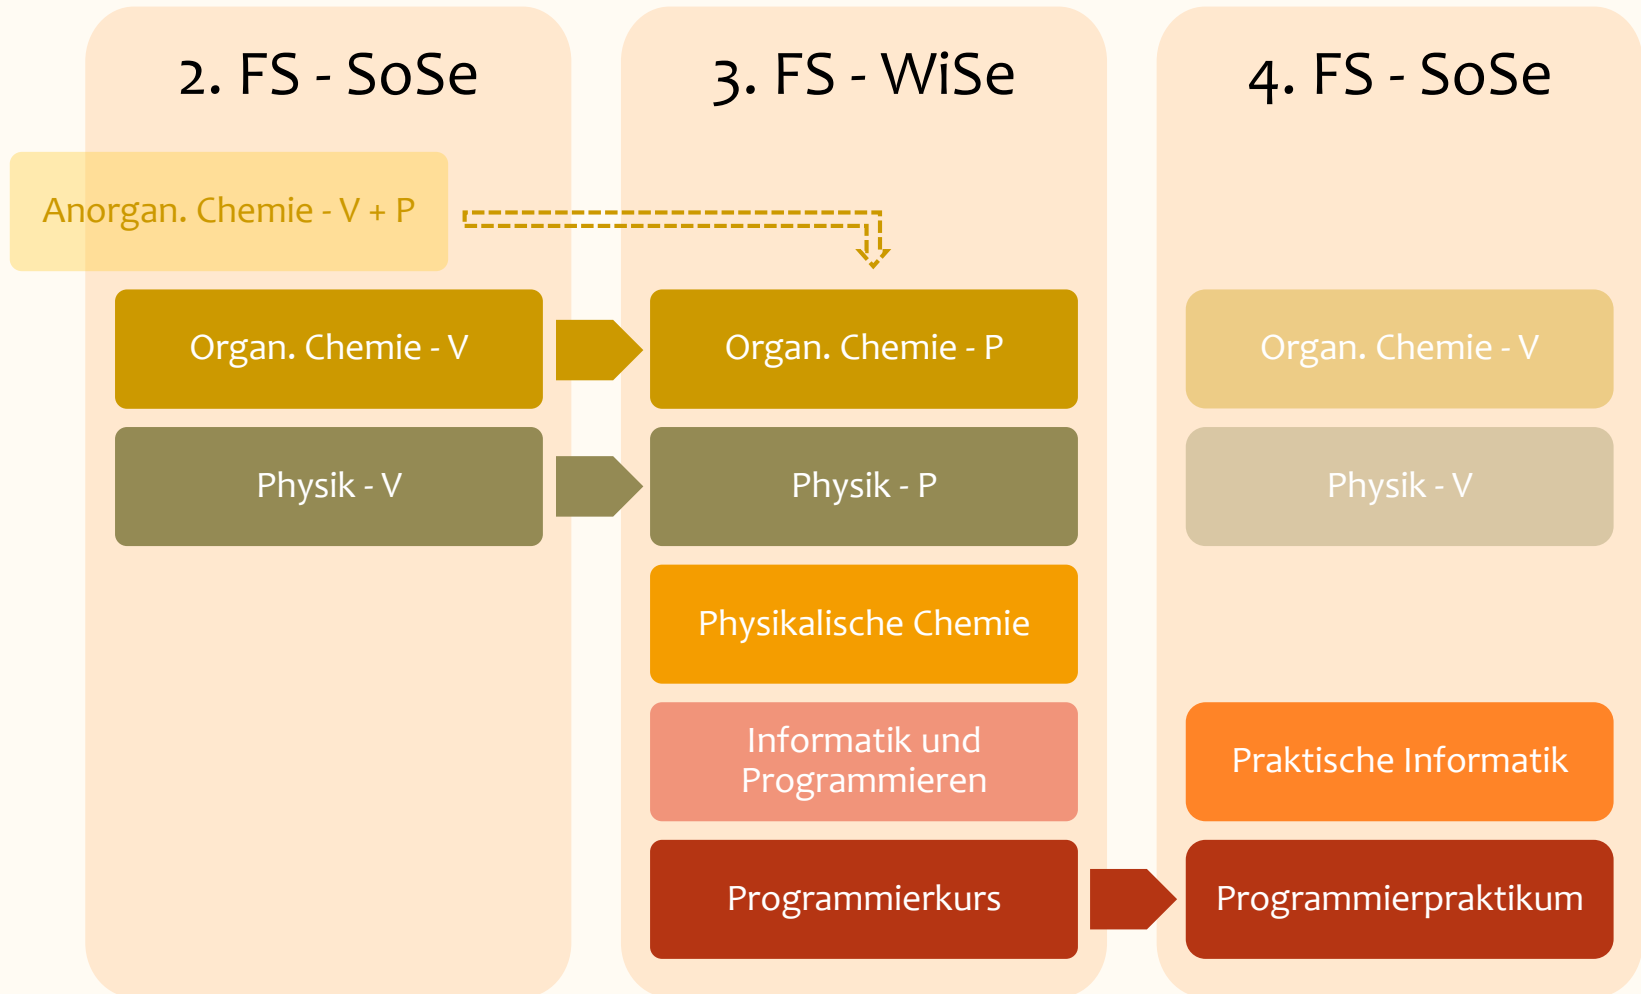 2. FS - SoSe
3. FS - WiSe
4. FS - SoSe
Anorgan. Chemie - V + P
Organ. Chemie - V
Organ. Chemie - P
Organ. Chemie - V
Physik - V
Physik - P
Physik - V
Physikalische Chemie
Informatik und
Programmieren
Praktische Informatik
Programmierkurs
Programmierpraktikum